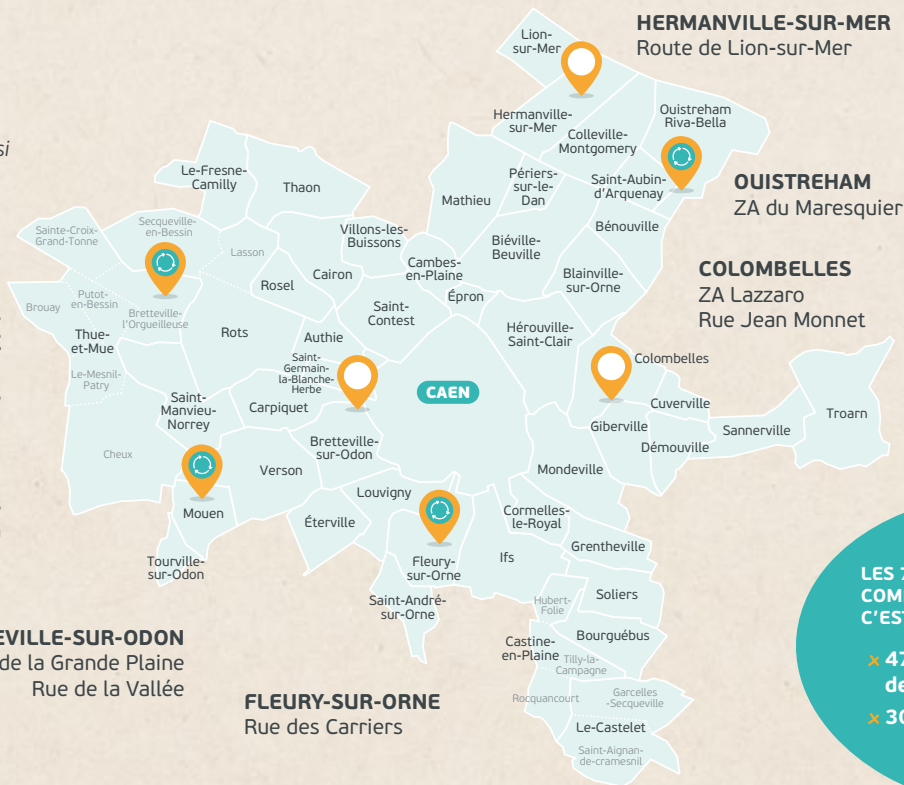 HERMANVILLE-SUR-MER
Route de Lion-sur-Mer
Lion-
sur-Mer
Hermanville-
sur-Mer
Colleville-
Montgomery
Ouistreham
Riva-Bella
si
Le-Fresne-
Camilly
Thaon
Mathieu
Périers-
sur-le-
Dan
Saint-Aubin-
d'Arquenay
OUISTREHAM
ZA du Maresquier
Sainte-Croix-
Grand-Tonne
Secqueville-
en-Bessin
Lasson
Villons-les-
Buissons
Cambes-
en-Plaine
Biéville-
Beuville
Bénouville
Blainville-
sur-Orne
COLOMBELLES
ZA Lazzaro
Rue Jean Monnet
Brouay
Putot-
en-Bessin
Bretteville-
l'Orgueilleuse
Rosel
Cairon
Saint-
Contest
Épron
Hérouville-
Saint-Clair
Thue-
et-Mue
Rots
Authie
Saint-
Germain-
la-Blanche-
Herbe
Le-Mesnil-
Patry
Saint-
Manvieu-
Norrey
Carpiquet
CAEN
Colombelles
Cuverville
Giberville
Démouville
Sannerville
Troarn
Cheux
Verson
Bretteville-
sur-Odon
Mondeville
Mouen
Louvigny
Éterville
Cormelles-
le-Royal
Grentheville
Tourville-
sur-Odon
Fleury-
sur-Orne
Ifs
Saint-André-
sur-Orne
Hubert-
Folie
Soliers
Bourguébus
Castine-
en-Plaine
Tilly-la-
Campagne
Rocquancourt
Garcelles
-Secqueville
Le-Castelet
Saint-Aignan-
de-cramesnil
EVILLE-SUR-ODON
de la Grande Plaine
Rue de la Vallée
FLEURY-SUR-ORNE
Rue des Carriers
LES 7
COM
C'EST
× 47
de
× 30